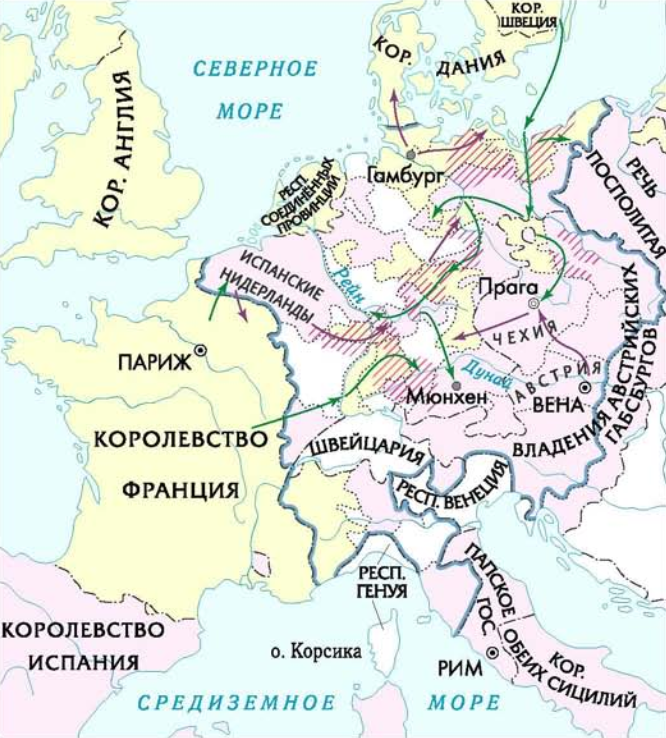 КОР.
ШВЕЦИЯ
КОР.
ДАНИЯ
СЕВЕРНОЕ
МОРЕ
КОР. АНГЛИЯ
Гамбург
РЕСП.
СОЕДИНЁННЫХ
ПРОВИНЦИЙ
РЕЧЬ
ПОСПОЛИТАЯ
ИСПАНСКИЕ
НИДЕРЛАНДЫ
Рейн
Прага
ЧЕХИЯ
ПАРИЖ
Дунай
АВСТРИЯ
Мюнхен
ВЕНА
ВЛАДЕНИЯ АВСТРИЙСКИХ
ГАБСБУРГОВ
КОРОЛЕВСТВО
ФРАНЦИЯ
ШВЕЙЦАРИЯ
РЕСП. ВЕНЕЦИЯ
РЕСП.
ГЕНУЯ
ПАПСКОЕ
ГОС.
КОРОЛЕВСТВО
ИСПАНИЯ
о. Корсика
РИМ
КОР.
ОБЕИХ СИЦИЛИЙ
СРЕДИЗЕМНОЕ
МОРЕ